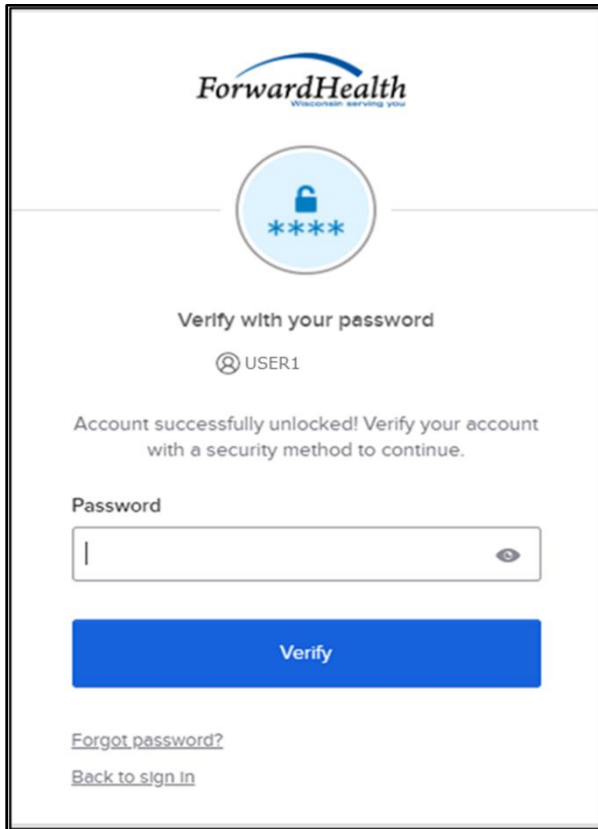 ForwardHealth
Wisconsin serving you
****
Verify with your password
USER1
Account successfully unlocked! Verify your account
with a security method to continue.
Password
Verify
Forgot password?
Back to sign in